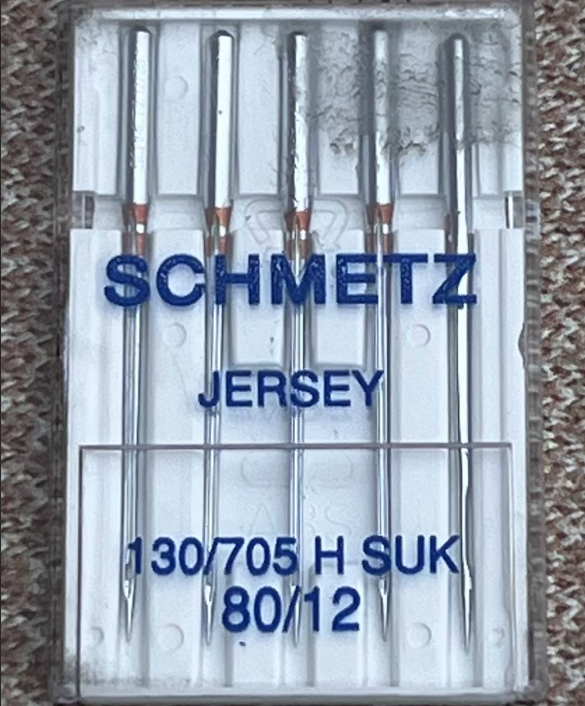 SCHMETZ
JERSEY
130/705 H SUK
80/12